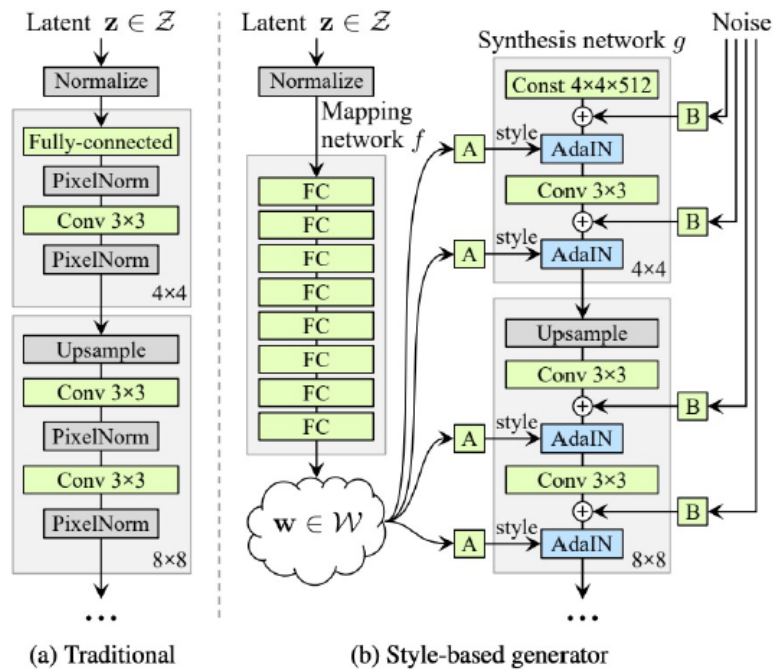 Latent z ∈ 𝒵
Normalize
Fully-connected
PixelNorm
Conv 3×3
PixelNorm
4×4
Upsample
Conv 3×3
PixelNorm
Conv 3×3
PixelNorm
8×8
...
(a) Traditional
Latent z ∈ 𝒵
Normalize
Mapping
network f
FC
FC
FC
FC
FC
FC
FC
FC
w ∈ 𝒲
A
style
A
style
A
style
A
style
Synthesis network g
Const 4×4×512
+
AdaIN
Conv 3×3
+
AdaIN
4×4
Upsample
Conv 3×3
+
AdaIN
Conv 3×3
+
AdaIN
8×8
...
Noise
B
B
B
B
(b) Style-based generator